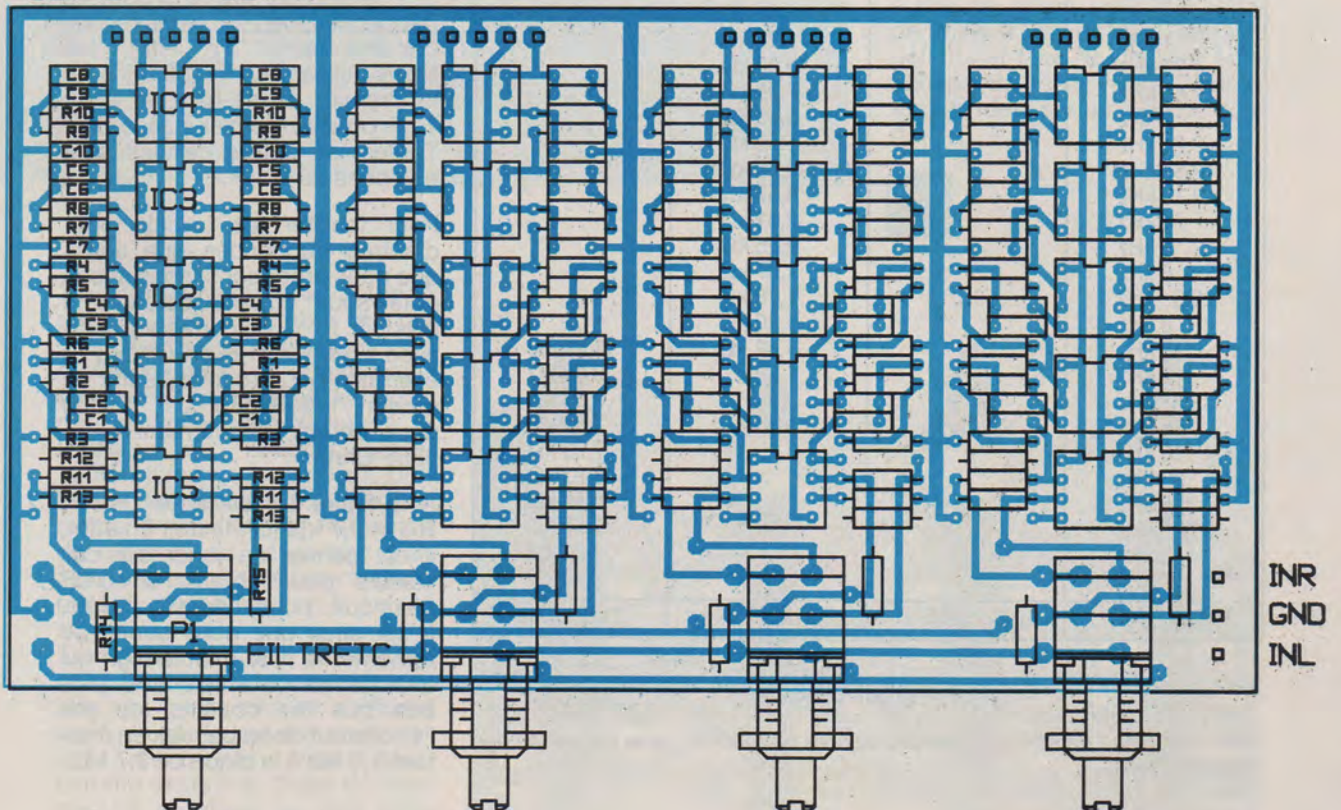 C8 C8
C9 IC4 C9
R10 R10
R9 R9
C10 C10
C5 C5
C6 IC3 C6
R8 R8
R7 R7
C7 C7
R4 R4
R5 IC2 R5
C4 C4
C3 C3
R6 R6
R1 R1
R2 IC1 R2
C2 C2
C1 C1
R3 R3
R12 R12
R11 IC5 R11
R13 R13
R15 INR
R14 P1 GND
FILTRETC INL